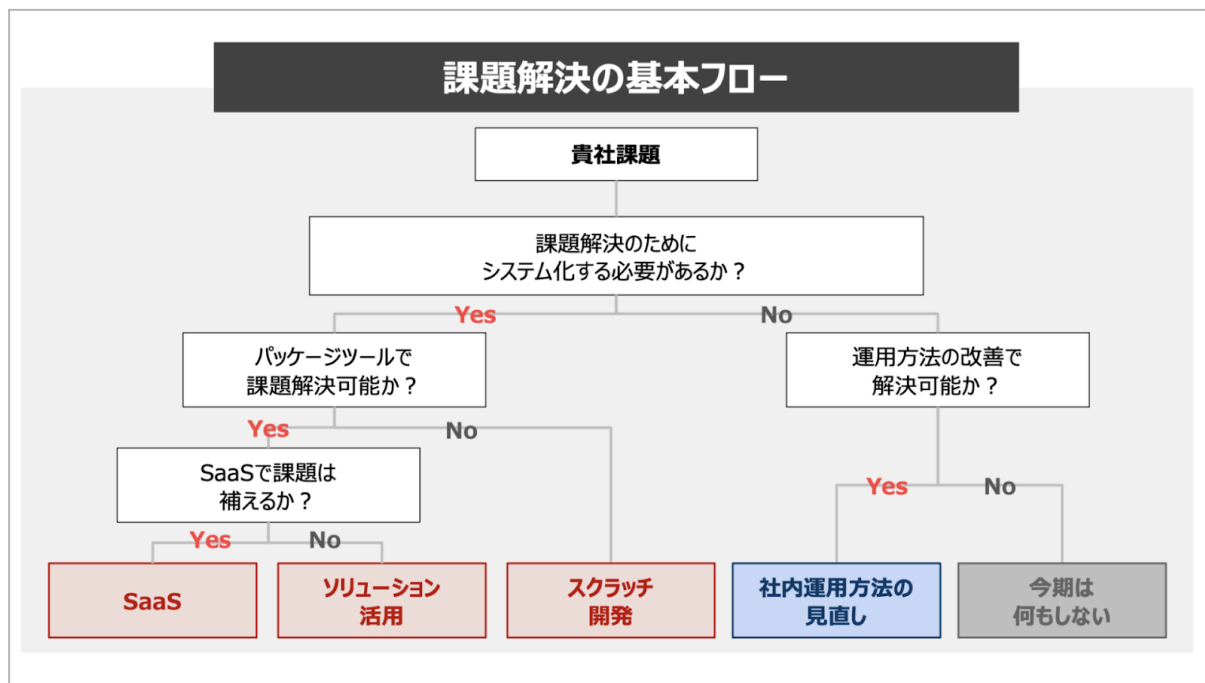 課題解決の基本フロー
貴社課題
課題解決のために
システム化する必要があるか？
Yes
No
パッケージツールで
課題解決可能か？
運用方法の改善で
解決可能か？
Yes
No
SaaSで課題は
補えるか？
Yes
No
Yes
No
SaaS
ソリューション
活用
スクラッチ
開発
社内運用方法の
見直し
今期は
何もしない